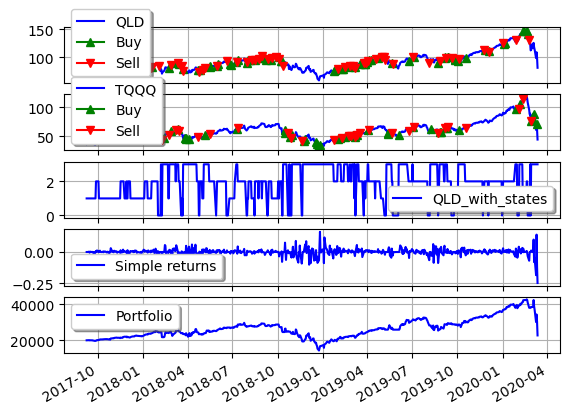 QLD
Buy
Sell
150
100
TQQQ
Buy
Sell
100
50
2
0
QLD_with_states
0.00
−0.25
Simple returns
40000
20000
Portfolio
2017-10
2018-01
2018-04
2018-07
2018-10
2019-01
2019-04
2019-07
2019-10
2020-01
2020-04